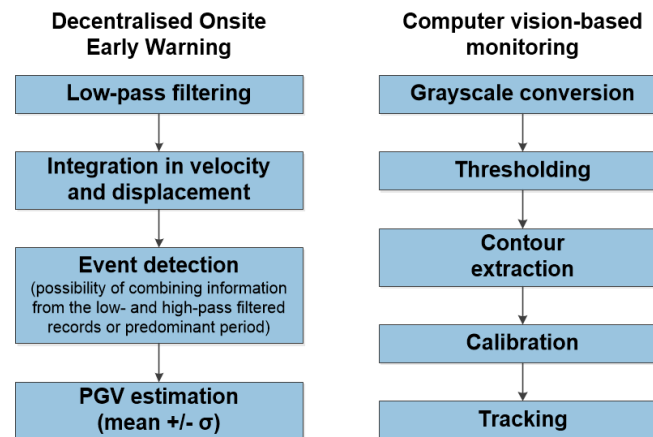 Decentralised Onsite
Early Warning
Low-pass filtering
Integration in velocity
and displacement
Event detection
(possibility of combining information
from the low- and high-pass filtered
records or predominant period)
PGV estimation
(mean +/- σ)
Computer vision-based
monitoring
Grayscale conversion
Thresholding
Contour
extraction
Calibration
Tracking